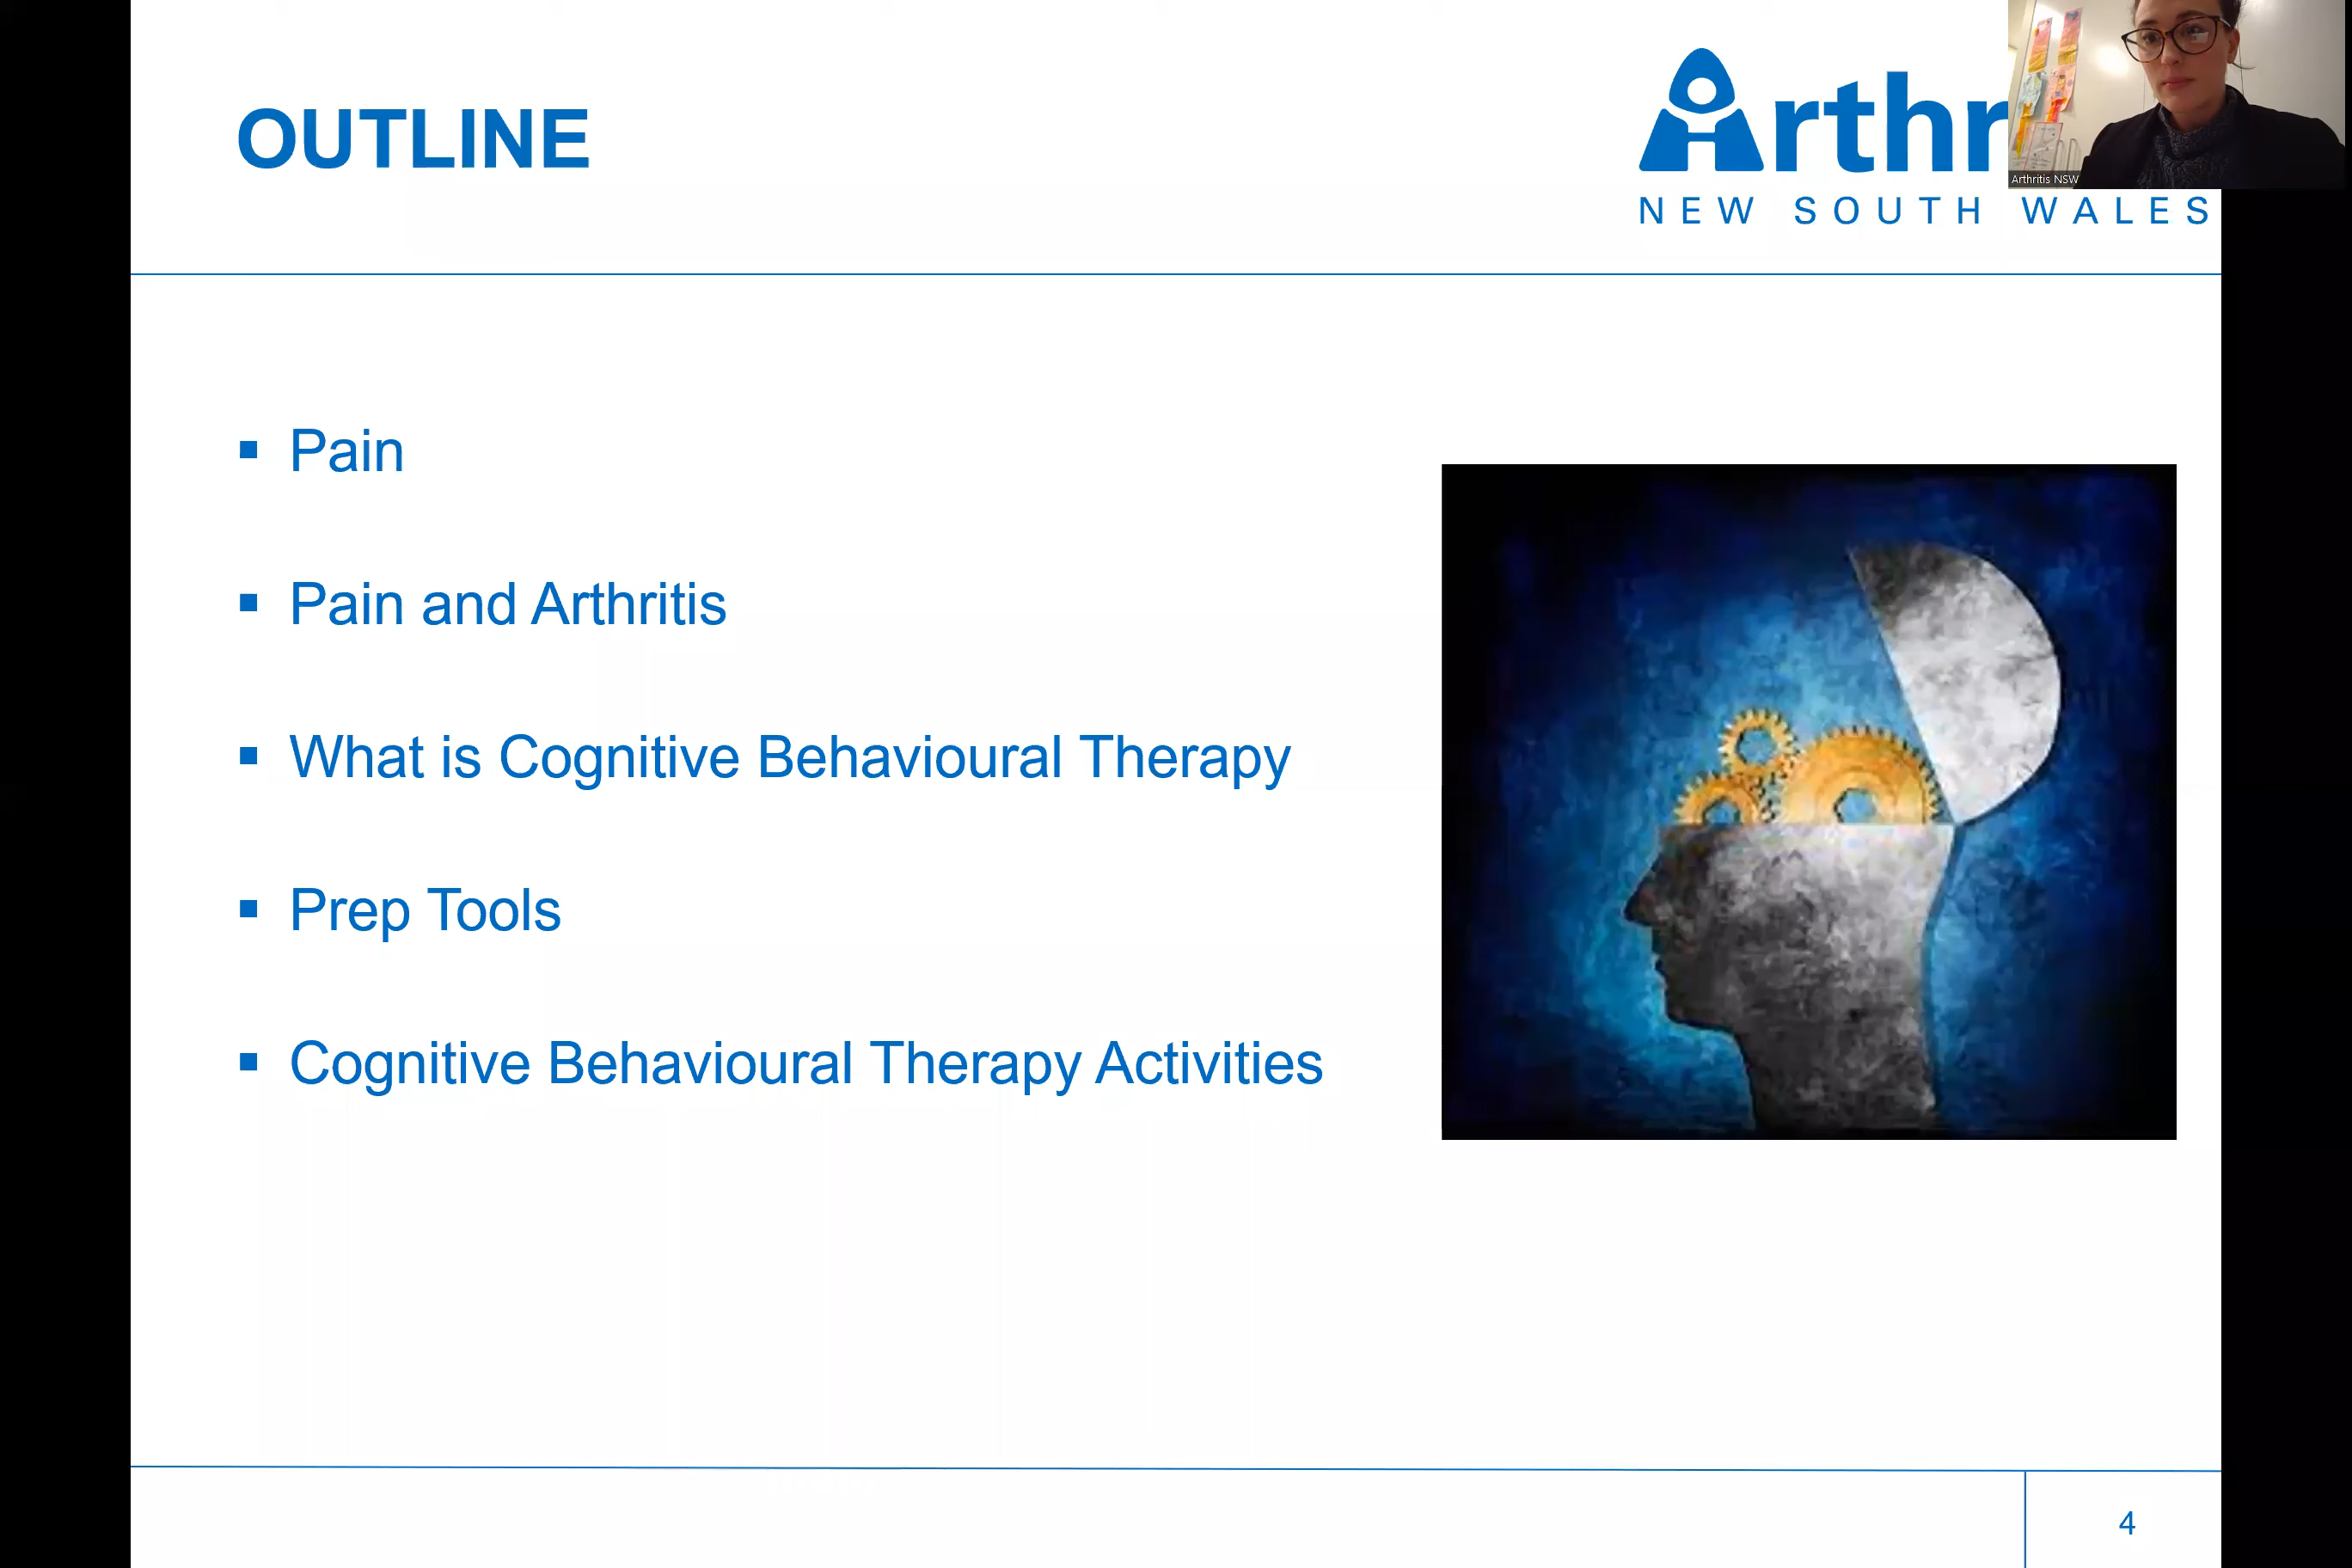 OUTLINE
Arthr
NEW SOUTH WALES
Arthritis NSW
Pain
Pain and Arthritis
What is Cognitive Behavioural Therapy
Prep Tools
Cognitive Behavioural Therapy Activities
4